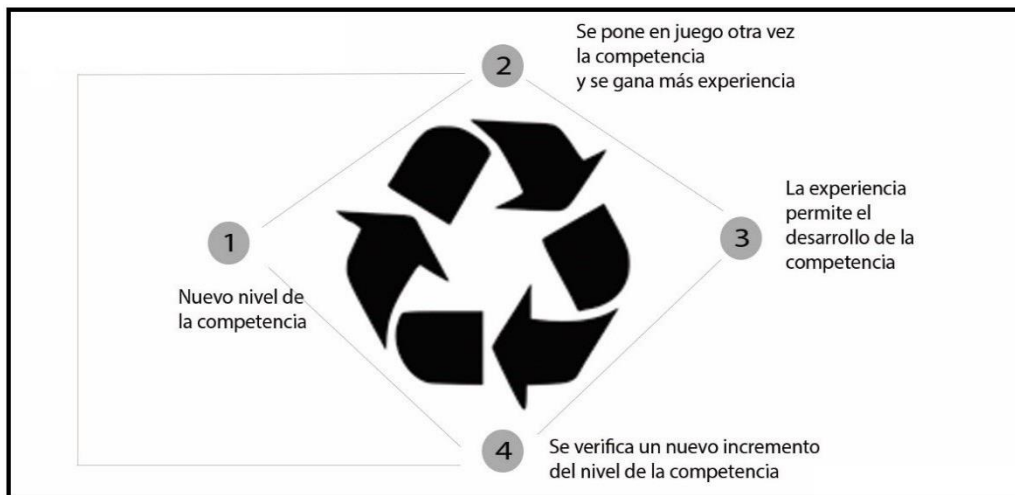 1
Nuevo nivel de
la competencia
2
Se pone en juego otra vez
la competencia
y se gana más experiencia
3
La experiencia
permite el
desarrollo de la
competencia
4
Se verifica un nuevo incremento
del nivel de la competencia